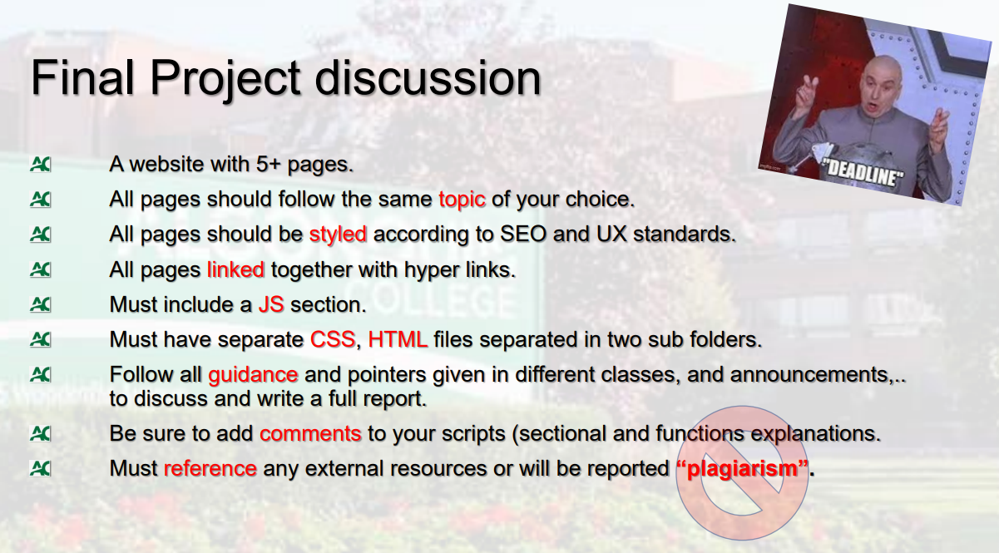 Final Project discussion
"DEADLINE"
imgflip.com
A website with 5+ pages.
All pages should follow the same topic of your choice.
All pages should be styled according to SEO and UX standards.
All pages linked together with hyper links.
Must include a JS section.
Must have separate CSS, HTML files separated in two sub folders.
Follow all guidance and pointers given in different classes, and announcements,..
to discuss and write a full report.
Be sure to add comments to your scripts (sectional and functions explanations.
Must reference any external resources or will be reported “plagiarism”.
ALGONQUIN
COLLEGE